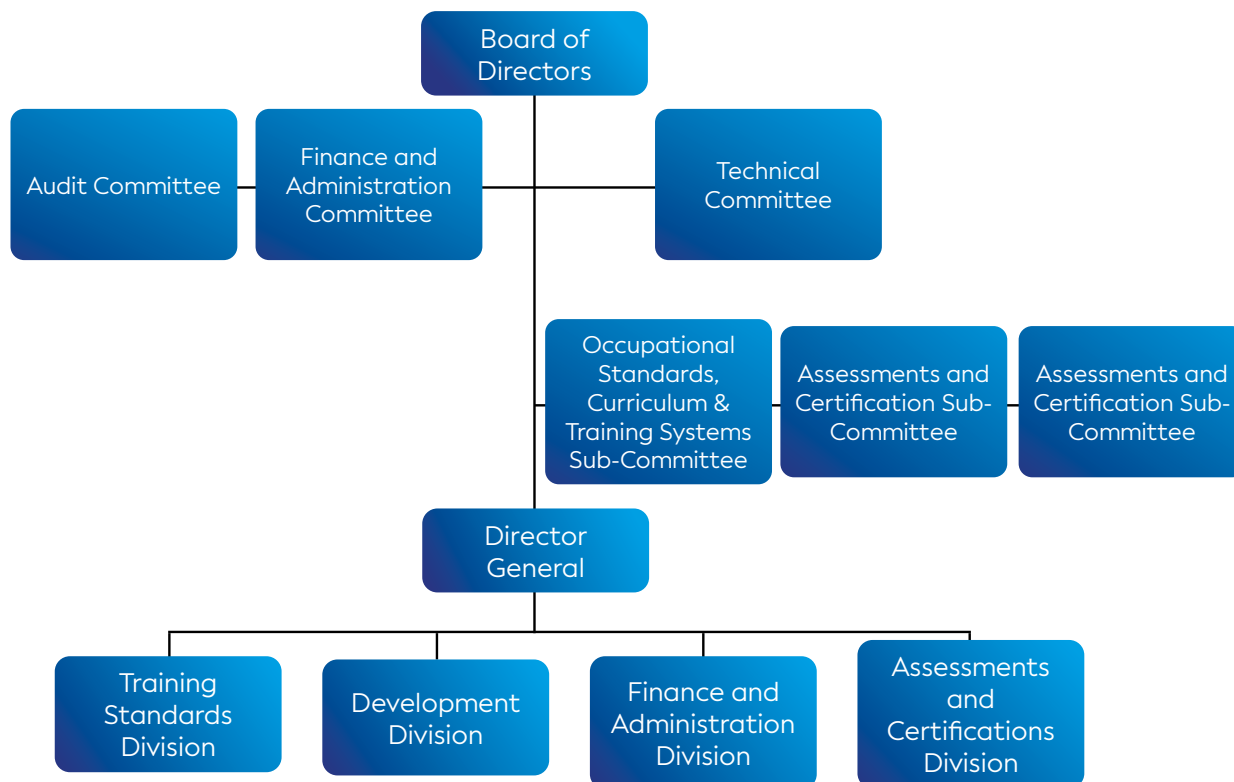 Board of
Directors
Audit Committee
Finance and
Administration
Committee
Technical
Committee
Occupational
Standards,
Curriculum &
Training Systems
Sub-Committee
Assessments and
Certification Sub-
Committee
Assessments and
Certification Sub-
Committee
Director
General
Training
Standards
Division
Development
Division
Finance and
Administration
Division
Assessments
and
Certifications
Division